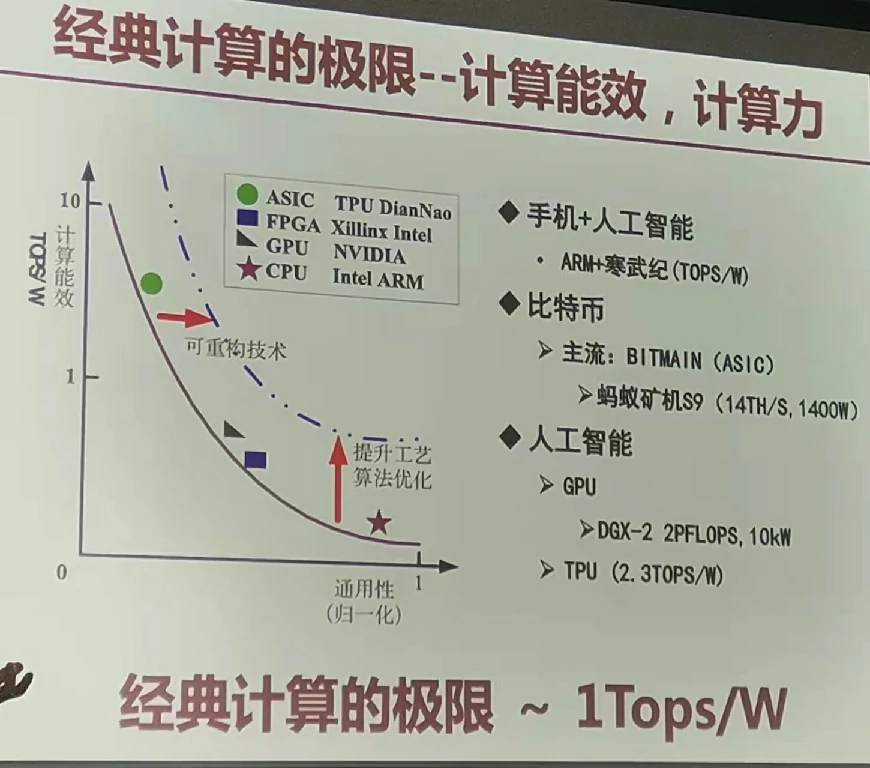 经典计算的极限--计算能效，计算力
10
计算能效
TOPS/W
1
0
ASIC TPU DianNao
FPGA Xillinx Intel
GPU NVIDIA
CPU Intel ARM
可重构技术
提升工艺
算法优化
通用性
(归一化)
1
◆手机+人工智能
• ARM+寒武纪(TOPS/W)
◆比特币
➢主流：BITMAIN（ASIC）
➢蚂蚁矿机S9（14TH/S,1400W）
◆人工智能
➢GPU
➢DGX-2 2PFLOPS,10kW
➢TPU（2.3TOPS/W）
经典计算的极限 ~ 1Tops/W